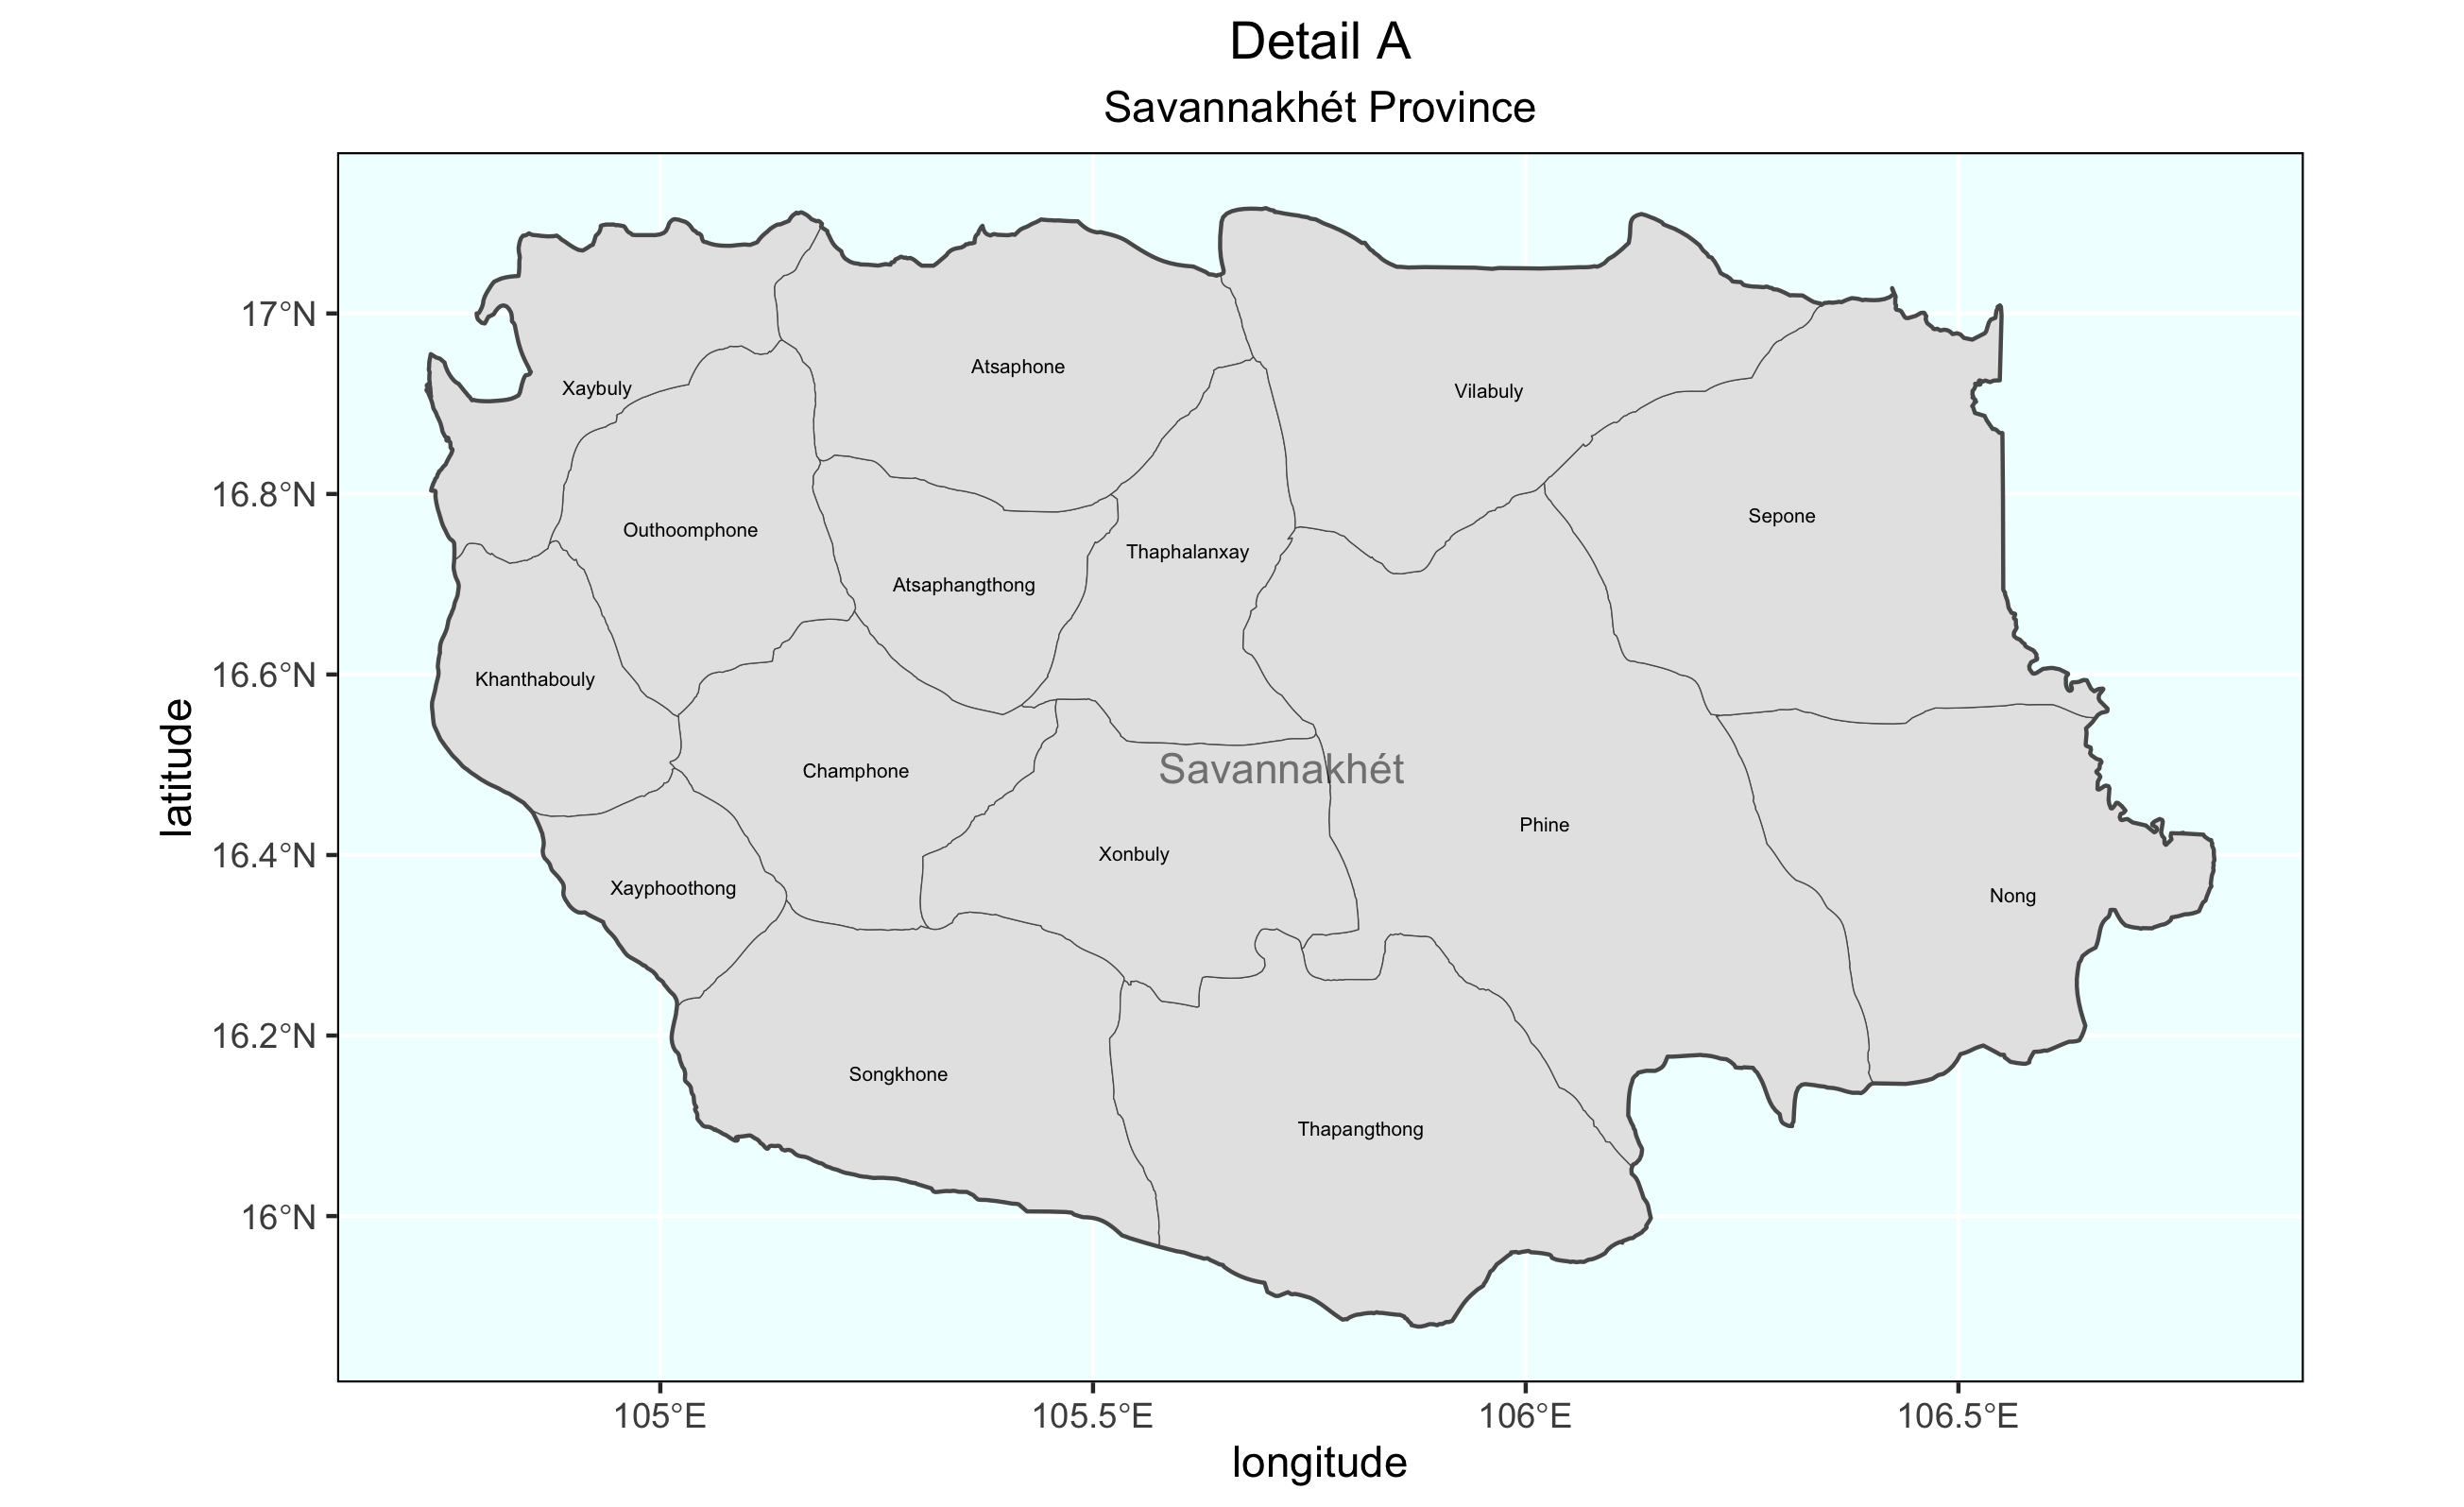 Detail A
Savannakhét Province
17°N
16.8°N
16.6°N
16.4°N
16.2°N
16°N
latitude
Atsaphone
Xaybuly
Vilabuly
Sepone
Outhoomphone
Thaphalanxay
Atsaphangthong
Khanthabouly
Savannakhét
Champhone
Phine
Xonbuly
Xayphoothong
Nong
Songkhone
Thapangthong
105°E
105.5°E
106°E
106.5°E
longitude